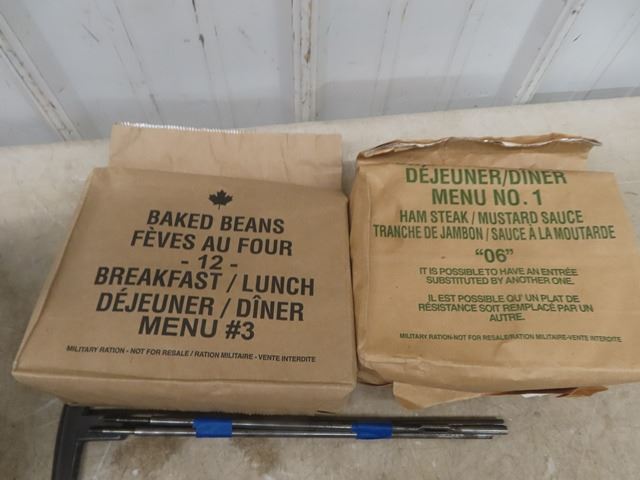 BAKED BEANS
FÈVES AU FOUR
- 12 -
BREAKFAST / LUNCH
DÉJEUNER / DÎNER
MENU #3
MILITARY RATION - NOT FOR RESALE / RATION MILITAIRE - VENTE INTERDITE
DÉJEUNER/DÎNER
MENU NO. 1
HAM STEAK / MUSTARD SAUCE
TRANCHE DE JAMBON / SAUCE À LA MOUTARDE
"06"
IT IS POSSIBLE TO HAVE AN ENTRÉE
SUBSTITUTED BY ANOTHER ONE.
IL EST POSSIBLE QU' UN PLAT DE
RÉSISTANCE SOIT REMPLACÉ PAR UN
AUTRE.
MILITARY RATION-NOT FOR RESALE/RATION MILITAIRE-VENTE INTERDITE